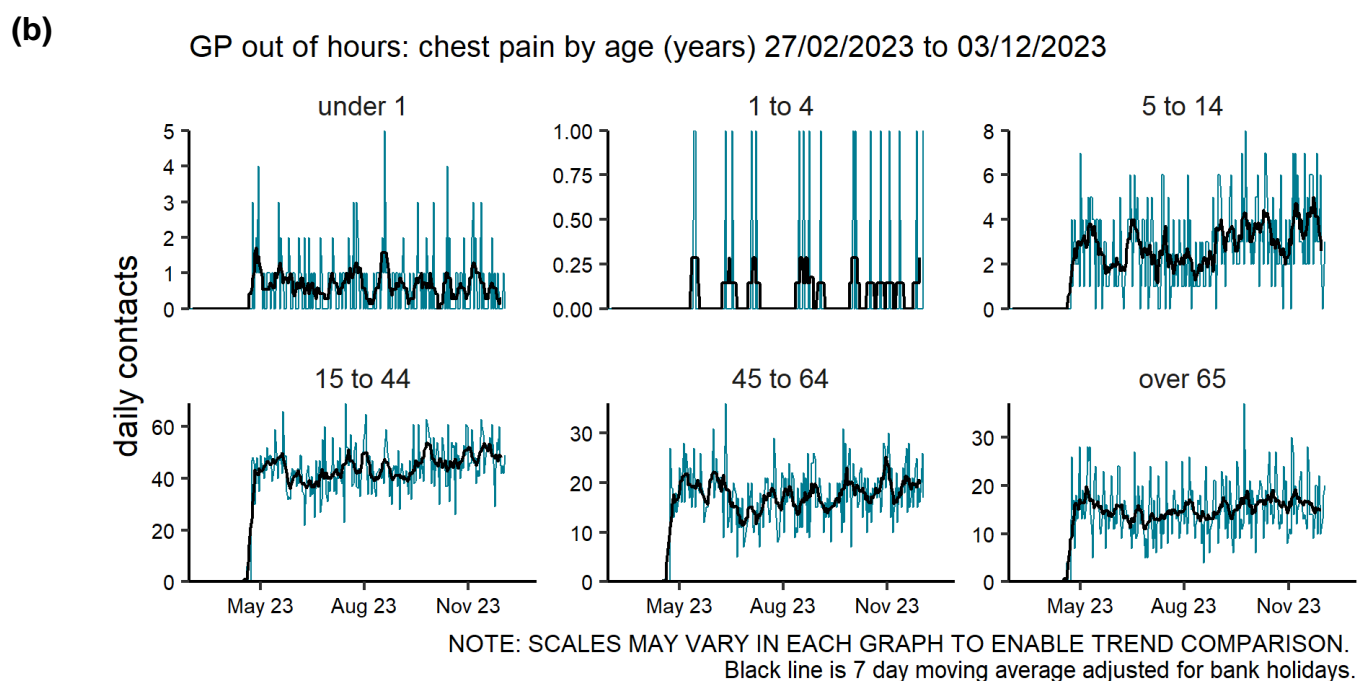 (b)
GP out of hours: chest pain by age (years) 27/02/2023 to 03/12/2023
daily contacts
under 1
5
4
3
2
1
0
1 to 4
1.00
0.75
0.50
0.25
0.00
5 to 14
8
6
4
2
0
15 to 44
60
40
20
0
May 23 Aug 23 Nov 23
45 to 64
30
20
10
0
May 23 Aug 23 Nov 23
over 65
30
20
10
0
May 23 Aug 23 Nov 23
NOTE: SCALES MAY VARY IN EACH GRAPH TO ENABLE TREND COMPARISON.
Black line is 7 day moving average adjusted for bank holidays.